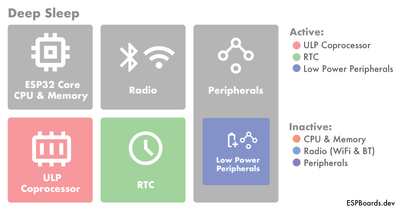 Deep Sleep
ESP32 Core
CPU & Memory
Radio
Peripherals
ULP
Coprocessor
RTC
Low Power
Peripherals
Active:
ULP Coprocessor
RTC
Low Power Peripherals
Inactive:
CPU & Memory
Radio (WiFi & BT)
Peripherals
ESPBoards.dev